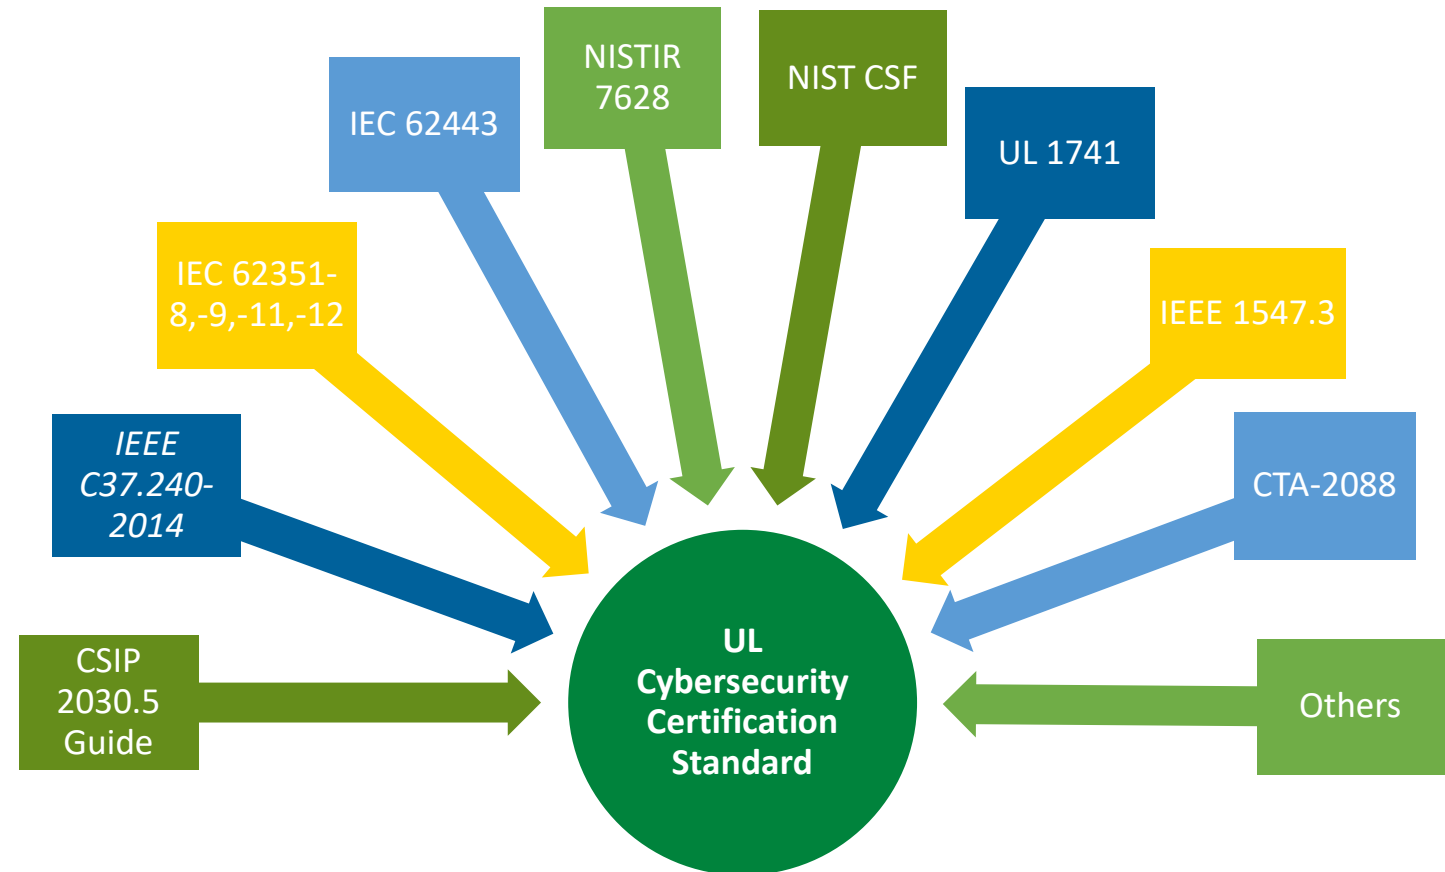 NISTIR
7628
NIST CSF
IEC 62443
UL 1741
IEC 62351-
8,-9,-11,-12
IEEE 1547.3
IEEE
C37.240-
2014
CTA-2088
CSIP
2030.5
Guide
UL
Cybersecurity
Certification
Standard
Others